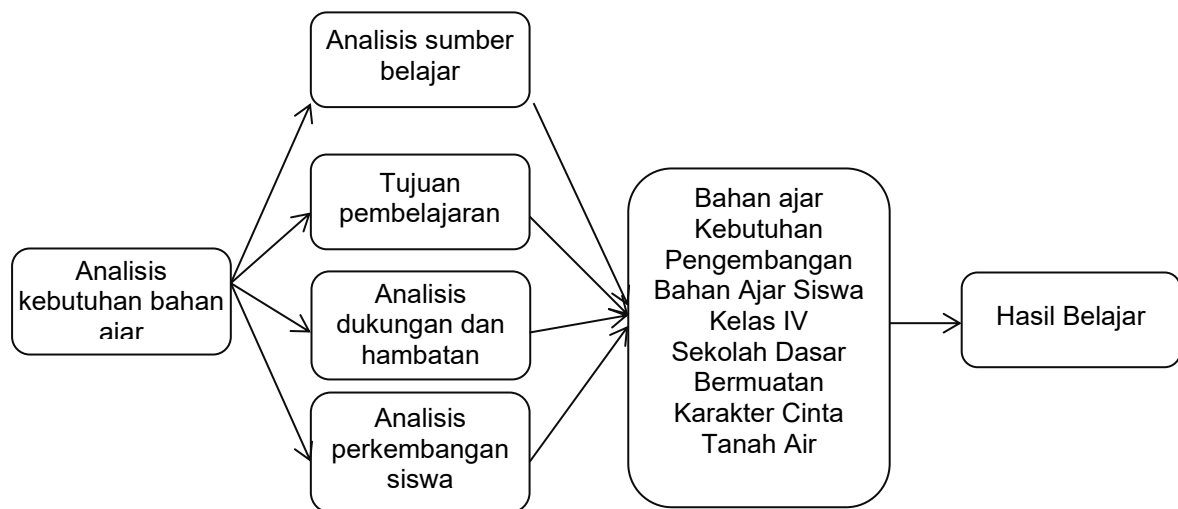 Analisis sumber
belajar
Tujuan
pembelajaran
Analisis
kebutuhan bahan
ajar
Analisis
dukungan dan
hambatan
Analisis
perkembangan
siswa
Bahan ajar
Kebutuhan
Pengembangan
Bahan Ajar Siswa
Kelas IV
Sekolah Dasar
Bermuatan
Karakter Cinta
Tanah Air
Hasil Belajar